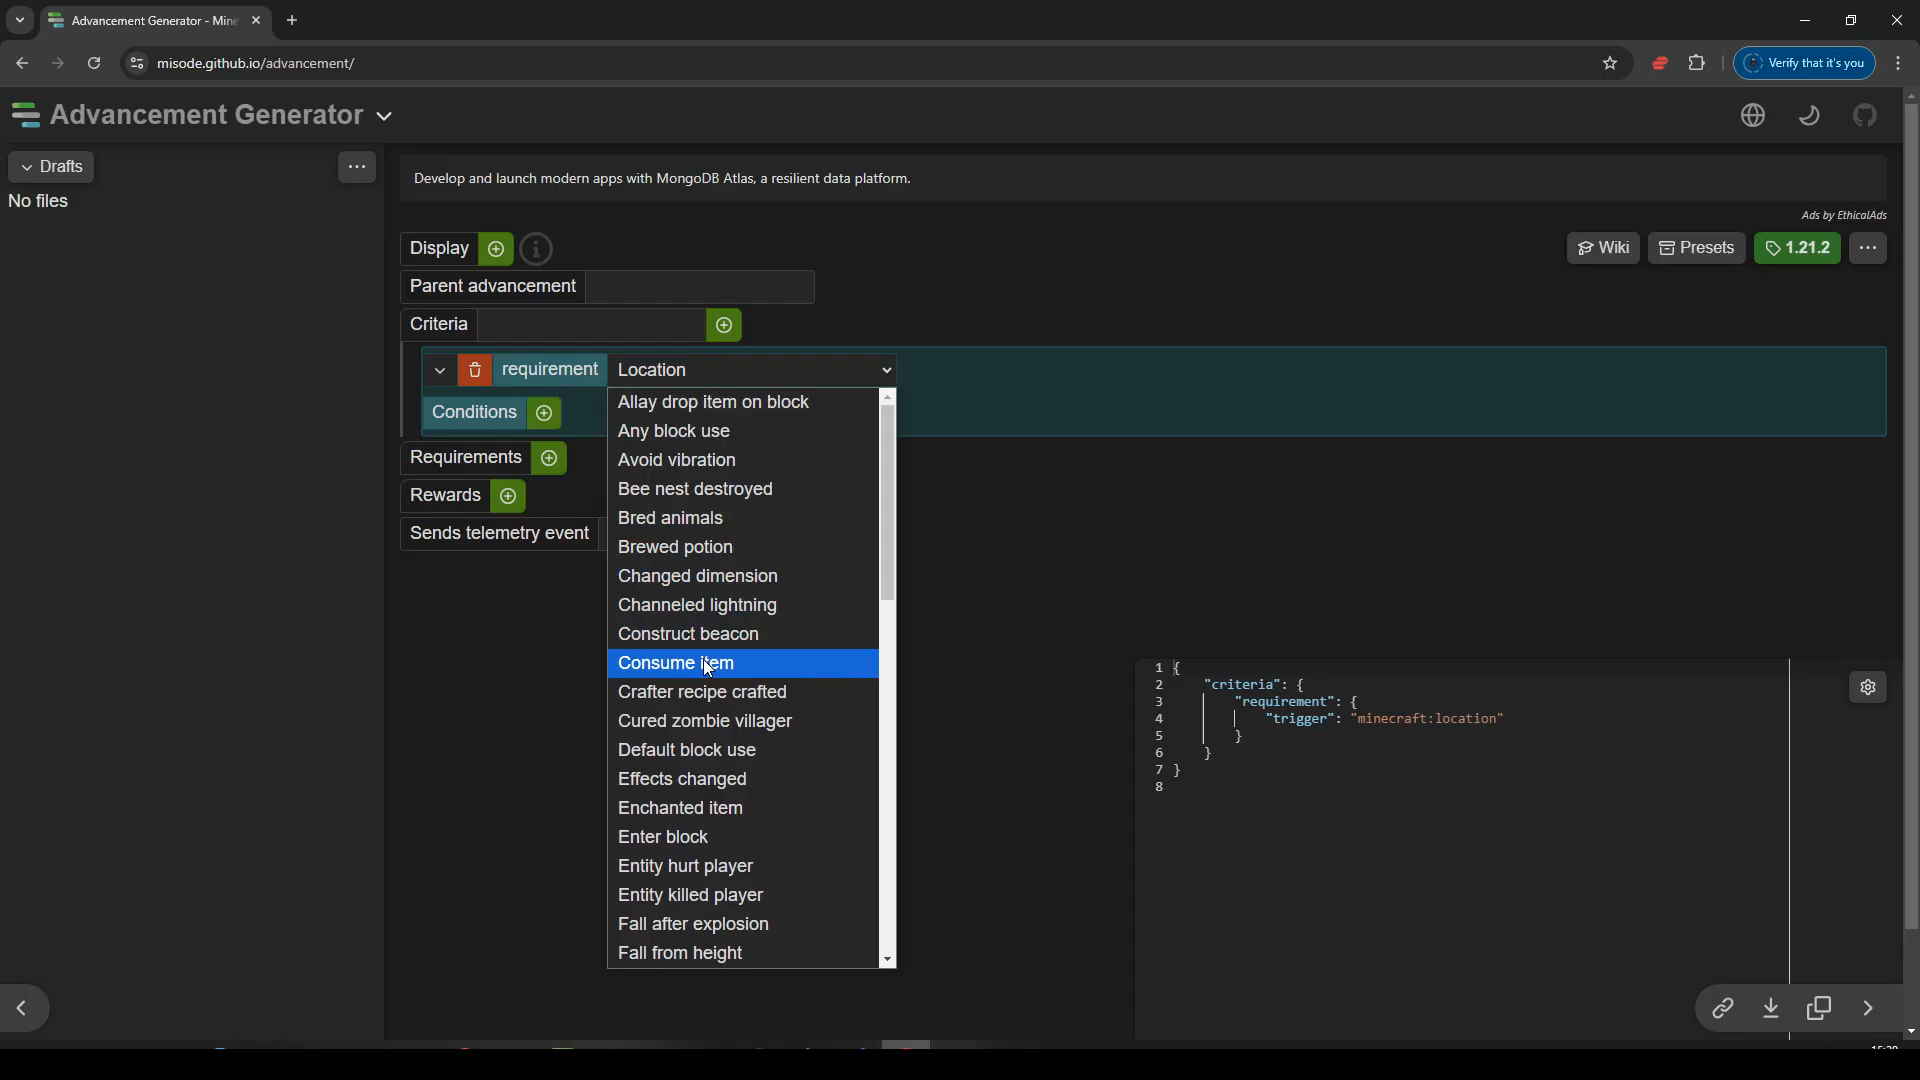 Advancement Generator - Mine
misode.github.io/advancement/
Verify that it's you
Advancement Generator
Drafts
No files
Develop and launch modern apps with MongoDB Atlas, a resilient data platform.
Ads by EthicalAds
Display
Wiki
Presets
1.21.2
Parent advancement
Criteria
requirement
Location
Conditions
Requirements
Rewards
Sends telemetry event
Allay drop item on block
Any block use
Avoid vibration
Bee nest destroyed
Bred animals
Brewed potion
Changed dimension
Channeled lightning
Construct beacon
Consume item
Crafter recipe crafted
Cured zombie villager
Default block use
Effects changed
Enchanted item
Enter block
Entity hurt player
Entity killed player
Fall after explosion
Fall from height
1 {
2 "criteria": {
3 "requirement": {
4 "trigger": "minecraft:location"
5 }
6 }
7 }
8